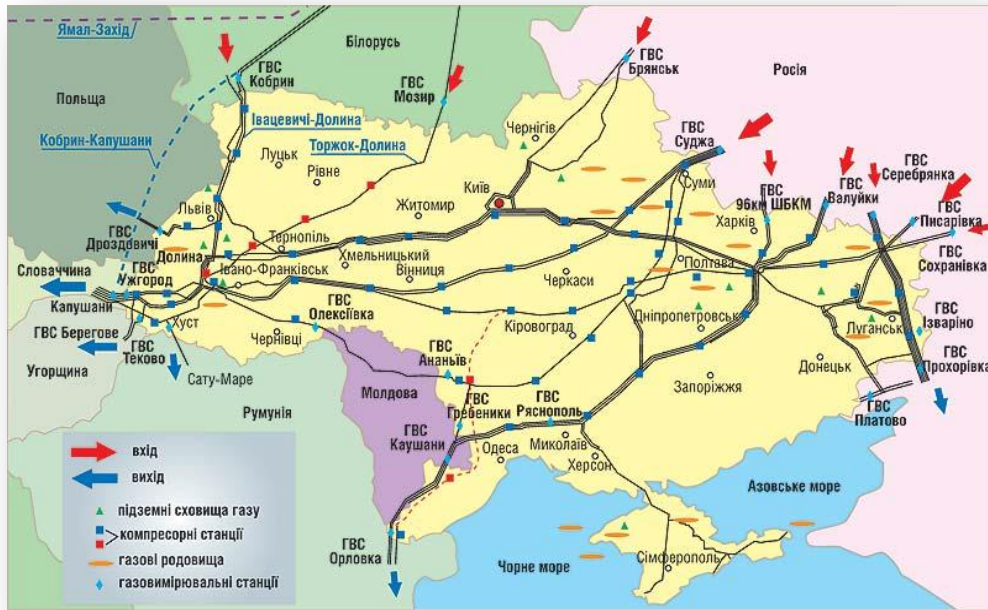 Ямал-Захід
Білорусь
ГВС
Кобрин
ГВС
Мозир
ГВС
Брянськ
Росія
Польща
Івацевичі-Долина
Кобрин-Капушани
Торжок-Долина
Чернігів
ГВС
Суджа
ГВС
Серебрянка
Луцьк
Рівне
Київ
Суми
ГВС
96км ШБКМ
ГВС
Валуйки
ГВС
Писарівка
Львів
Житомир
Харків
ГВС
Дроздовичі
Долина
Тернопіль
ГВС
Сохранівка
Словаччина
ГВС
Ужгород
Івано-Франківськ
Хмельницький
Вінниця
Черкаси
Полтава
Капушани
ГВС Берегове
ГВС
Теково
Хуст
Чернівці
ГВС
Олексіївка
Кіровоград
Дніпропетровськ
Луганськ
ГВС
Ізваріно
Угорщина
Сату-Маре
ГВС
Ананьїв
Донецьк
ГВС
Прохорівка
Румунія
Молдова
Запоріжжя
ГВС
Платово
ГВС
Гребеники
ГВС
Ряснополь
ГВС
Каушани
Одеса
Миколаїв
Херсон
вхід
вихід
підземні сховища газу
компресорні станції
газові родовища
газовимірювальні станції
Азовське море
ГВС
Орловка
Чорне море
Сімферополь